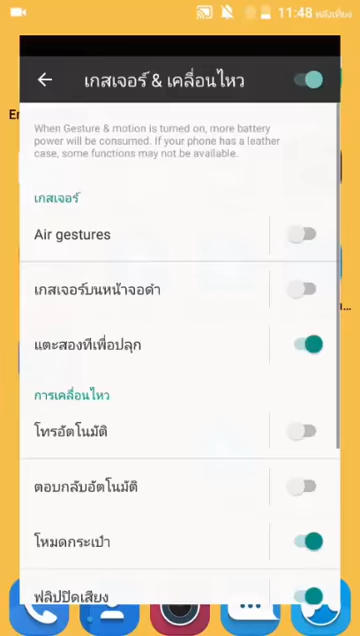 11:48 หลังเที่ยง
เกสเจอร์ & เคลื่อนไหว
When Gesture & motion is turned on, more battery
power will be consumed. If your phone has a leather
case, some functions may not be available.
เกสเจอร์
Air gestures
เกสเจอร์บนหน้าจอดำ
แตะสองทีเพื่อปลุก
การเคลื่อนไหว
โทรอัตโนมัติ
ตอบกลับอัตโนมัติ
โหมดกระเป๋า
ฟลิปปิดเสียง